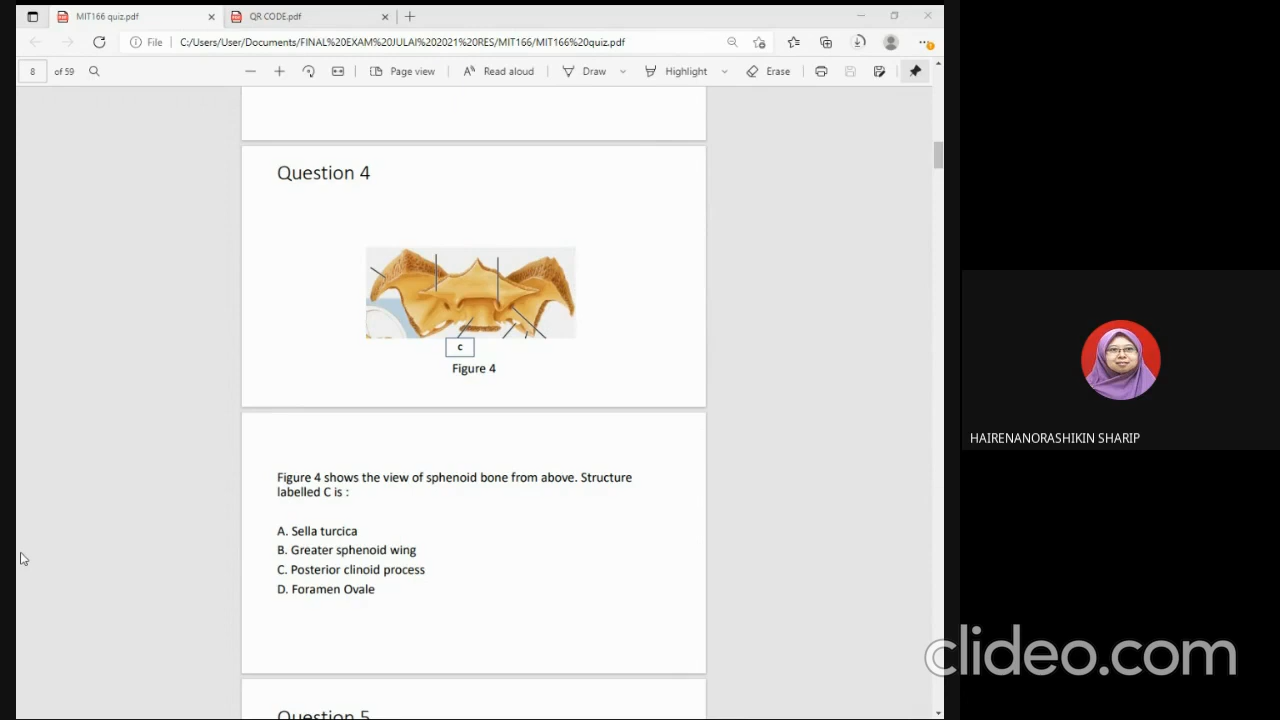 MIT166 quiz.pdf
QR CODE.pdf
File
C:/Users/User/Documents/FINAL%20EXAM%20JULAI%202021%20RES/MIT166/MIT166%20quiz.pdf
8 of 59
Page view
Read aloud
Draw
Highlight
Erase
Question 4
C
Figure 4
Figure 4 shows the view of sphenoid bone from above. Structure
labelled C is :
A. Sella turcica
B. Greater sphenoid wing
C. Posterior clinoid process
D. Foramen Ovale
Question 5
HAIRENANORASHIKIN SHARIP
clideo.com